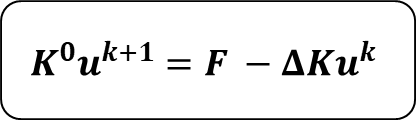 K⁰uᵏ⁺¹ = F − ΔKuᵏ